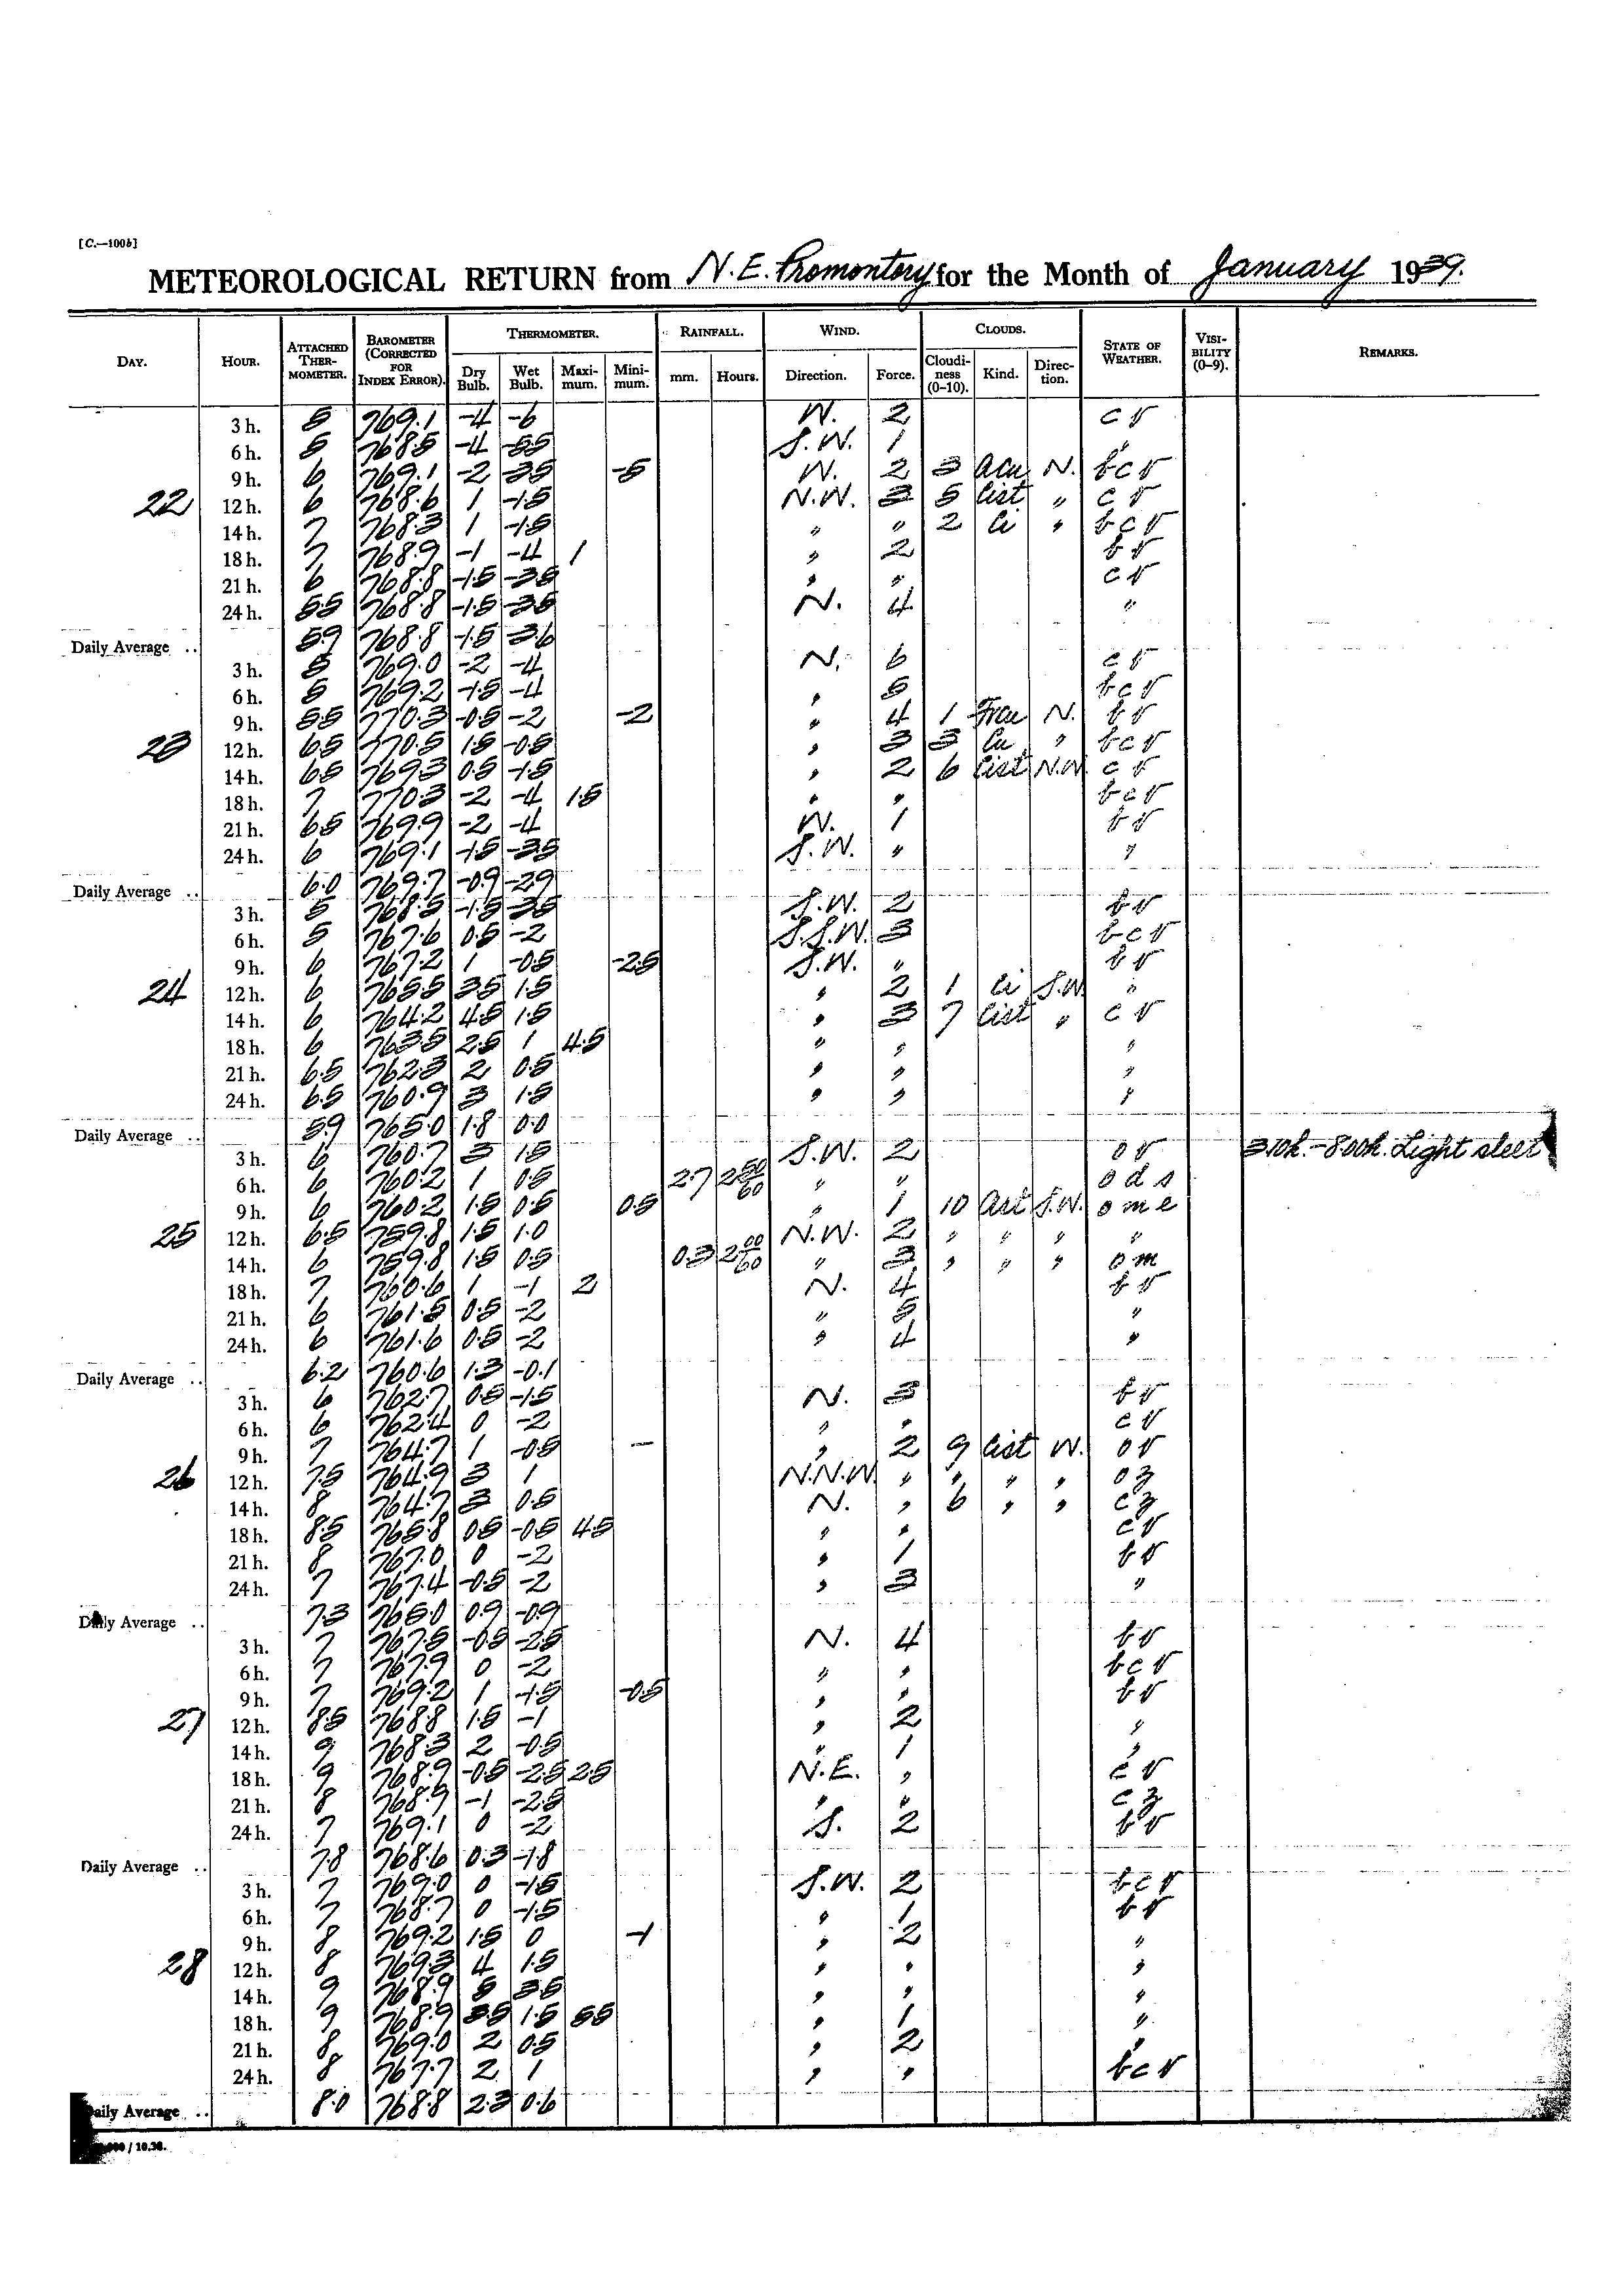 [C.—100b]
METEOROLOGICAL RETURN from N.E. Promontory for the Month of January 1939.
DAY. HOUR. ATTACHED THERMOMETER. BAROMETER (CORRECTED FOR INDEX ERROR). THERMOMETER. RAINFALL. WIND. CLOUDS. STATE OF WEATHER. VISIBILITY (0–9). REMARKS.
Dry Bulb. Wet Bulb. Maximum. Minimum. mm. Hours. Direction. Force. Cloudiness (0–10). Kind. Direction.
3 h. 5 769.1 -4 -6 W. 2 c v
6 h. 5 768.5 -4 -5.5 S.W. 1 "
9 h. 6 769.1 -2 -3.5 -5 W. 2 3 Acu N. b c v
22 12 h. 6 768.6 1 -1.5 N.W. 3 5 Cist " c v
14 h. 7 768.3 1 -1.5 " " 2 Ci " b c v
18 h. 7 768.9 -1 -4 1 " 2 b v
21 h. 6 768.8 -1.5 -3.5 " " c v
24 h. 5.5 768.8 -1.5 -3.5 N. 4 "
Daily Average .. 5.9 768.8 -1.5 -3.6
3 h. 5 769.0 -2 -4 N. 6 c v
6 h. 5 769.2 -1.5 -4 " 5 b c v
9 h. 5.5 770.3 -0.5 -2 -2 " 4 1 Frcu N. b v
23 12 h. 6.5 770.5 1.5 -0.5 " 3 3 Cu " b c v
14 h. 6.5 769.3 0.5 -1.5 " 2 6 Cist N.W. c v
18 h. 7 770.3 -2 -4 1.5 " " b c v
21 h. 6.5 769.9 -2 -4 W. 1 b v
24 h. 6 769.1 -1.5 -3.5 S.W. " "
Daily Average .. 6.0 769.7 -0.9 -2.9
3 h. 5 768.5 -1.5 -3.5 S.W. 2 b v
6 h. 5 767.6 0.5 -2 S.S.W. 3 b c v
9 h. 6 767.2 1 -0.5 -2.5 S.W. " b v
24 12 h. 6 765.5 3.5 1.5 " 2 1 Ci S.W. "
14 h. 6 764.2 4.5 1.5 " 3 7 Cist " c v
18 h. 6 763.5 2.5 1 4.5 " " "
21 h. 6.5 762.3 2 0.5 " " "
24 h. 6.5 760.9 3 1.5 " " "
Daily Average .. 5.9 765.0 1.8 0.0
3 h. 6 760.7 3 1.5 S.W. 2 o v 3.10h.-8.00h. Light sleet
6 h. 6 760.2 1 0.5 2.7 2 50/60 " " o d s
9 h. 6 760.2 1.5 0.5 0.5 " 1 10 Ast S.W. o m e
25 12 h. 6.5 759.8 1.5 1.0 N.W. 2 " " " "
14 h. 6 759.8 1.5 0.5 0.3 2 00/60 " 3 " " " o m
18 h. 7 760.6 1 -1 2 N. 4 b v
21 h. 6 761.5 0.5 -2 " 5 "
24 h. 6 761.6 0.5 -2 " 4 "
Daily Average .. 6.2 760.6 1.3 -0.1
3 h. 6 762.7 0.5 -1.5 N. 3 b v
6 h. 6 762.4 0 -2 " " c v
9 h. 7 764.7 1 -0.5 — " 2 9 Cist W. o v
26 12 h. 7.5 764.9 3 1 N.N.W. " " " " o z
14 h. 8 764.7 3 0.5 N. " 6 " " c z
18 h. 8.5 765.8 0.5 -0.5 4.5 " " c v
21 h. 8 767.0 0 -2 " 1 b v
24 h. 7 767.4 -0.5 -2 " 3 "
Daily Average .. 7.3 765.0 0.9 -0.9
3 h. 7 767.5 -0.5 -2.5 N. 4 b v
6 h. 7 767.9 0 -2 " " b c v
9 h. 7 769.2 1 -1.5 -0.5 " " b v
27 12 h. 8.5 768.8 1.5 -1 " 2 "
14 h. 9 768.3 2 -0.5 " 1 "
18 h. 9 768.9 -0.5 -2.5 2.5 N.E. " c v
21 h. 8 768.9 -1 -2.5 " " c z
24 h. 7 769.1 0 -2 S. 2 b v
Daily Average .. 7.8 768.6 0.3 -1.8
3 h. 7 769.0 0 -1.5 S.W. 2 b c v
6 h. 7 768.7 0 -1.5 " 1 b v
9 h. 8 769.2 1.5 0 -1 " 2 "
28 12 h. 8 769.3 4 1.5 " " "
14 h. 9 768.9 5 3.5 " " "
18 h. 9 768.9 3.5 1.5 5.5 " 1 "
21 h. 8 769.0 2 0.5 " 2 "
24 h. 8 767.7 2 1 " " b c v
Daily Average .. 8.0 768.8 2.3 0.6
/ 10.38.